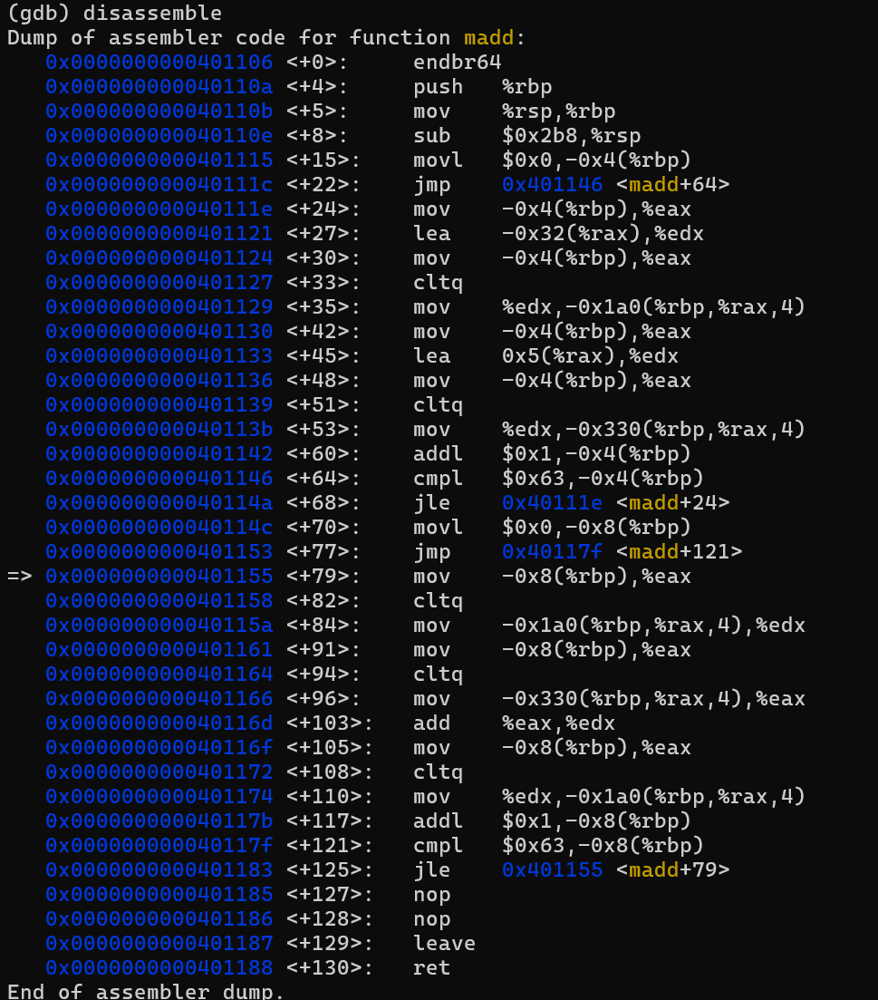 (gdb) disassemble
Dump of assembler code for function madd:
   0x0000000000401106 <+0>:     endbr64
   0x000000000040110a <+4>:     push   %rbp
   0x000000000040110b <+5>:     mov    %rsp,%rbp
   0x000000000040110e <+8>:     sub    $0x2b8,%rsp
   0x0000000000401115 <+15>:    movl   $0x0,-0x4(%rbp)
   0x000000000040111c <+22>:    jmp    0x401146 <madd+64>
   0x000000000040111e <+24>:    mov    -0x4(%rbp),%eax
   0x0000000000401121 <+27>:    lea    -0x32(%rax),%edx
   0x0000000000401124 <+30>:    mov    -0x4(%rbp),%eax
   0x0000000000401127 <+33>:    cltq
   0x0000000000401129 <+35>:    mov    %edx,-0x1a0(%rbp,%rax,4)
   0x0000000000401130 <+42>:    mov    -0x4(%rbp),%eax
   0x0000000000401133 <+45>:    lea    0x5(%rax),%edx
   0x0000000000401136 <+48>:    mov    -0x4(%rbp),%eax
   0x0000000000401139 <+51>:    cltq
   0x000000000040113b <+53>:    mov    %edx,-0x330(%rbp,%rax,4)
   0x0000000000401142 <+60>:    addl   $0x1,-0x4(%rbp)
   0x0000000000401146 <+64>:    cmpl   $0x63,-0x4(%rbp)
   0x000000000040114a <+68>:    jle    0x40111e <madd+24>
   0x000000000040114c <+70>:    movl   $0x0,-0x8(%rbp)
   0x0000000000401153 <+77>:    jmp    0x40117f <madd+121>
=> 0x0000000000401155 <+79>:    mov    -0x8(%rbp),%eax
   0x0000000000401158 <+82>:    cltq
   0x000000000040115a <+84>:    mov    -0x1a0(%rbp,%rax,4),%edx
   0x0000000000401161 <+91>:    mov    -0x8(%rbp),%eax
   0x0000000000401164 <+94>:    cltq
   0x0000000000401166 <+96>:    mov    -0x330(%rbp,%rax,4),%eax
   0x000000000040116d <+103>:   add    %eax,%edx
   0x000000000040116f <+105>:   mov    -0x8(%rbp),%eax
   0x0000000000401172 <+108>:   cltq
   0x0000000000401174 <+110>:   mov    %edx,-0x1a0(%rbp,%rax,4)
   0x000000000040117b <+117>:   addl   $0x1,-0x8(%rbp)
   0x000000000040117f <+121>:   cmpl   $0x63,-0x8(%rbp)
   0x0000000000401183 <+125>:   jle    0x401155 <madd+79>
   0x0000000000401185 <+127>:   nop
   0x0000000000401186 <+128>:   nop
   0x0000000000401187 <+129>:   leave
   0x0000000000401188 <+130>:   ret
End of assembler dump.